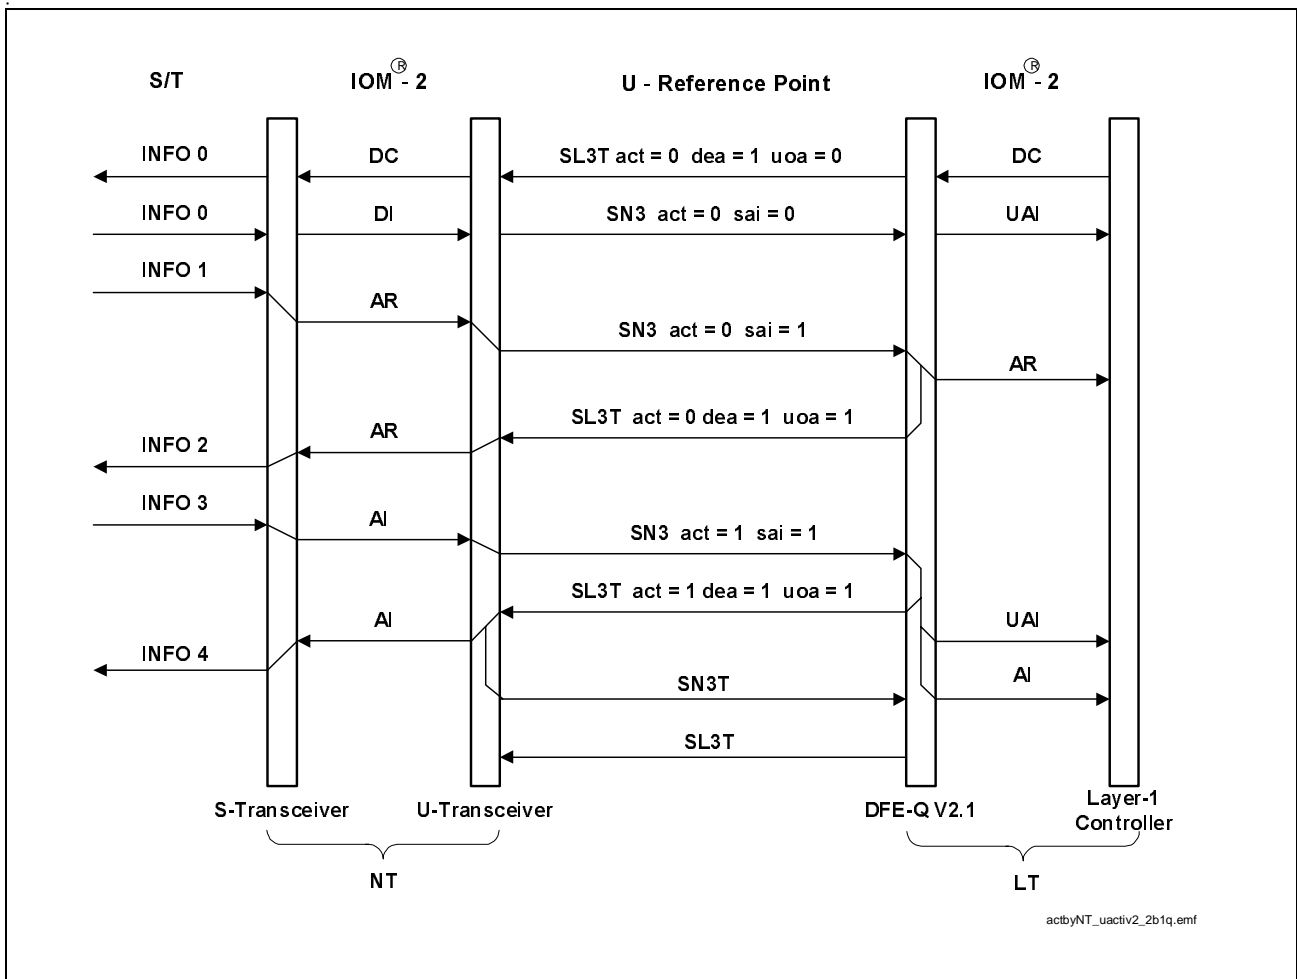 .
S/T IOM®- 2 U - Reference Point IOM®- 2
INFO 0 DC SL3T act = 0 dea = 1 uoa = 0 DC
INFO 0 DI SN3 act = 0 sai = 0 UAI
INFO 1
AR
SN3 act = 0 sai = 1
AR
SL3T act = 0 dea = 1 uoa = 1
AR
INFO 2
INFO 3
AI
SN3 act = 1 sai = 1
SL3T act = 1 dea = 1 uoa = 1
AI UAI
INFO 4
AI
SN3T
SL3T
S-Transceiver U-Transceiver DFE-Q V2.1 Layer-1
Controller
NT LT
actbyNT_uactiv2_2b1q.emf